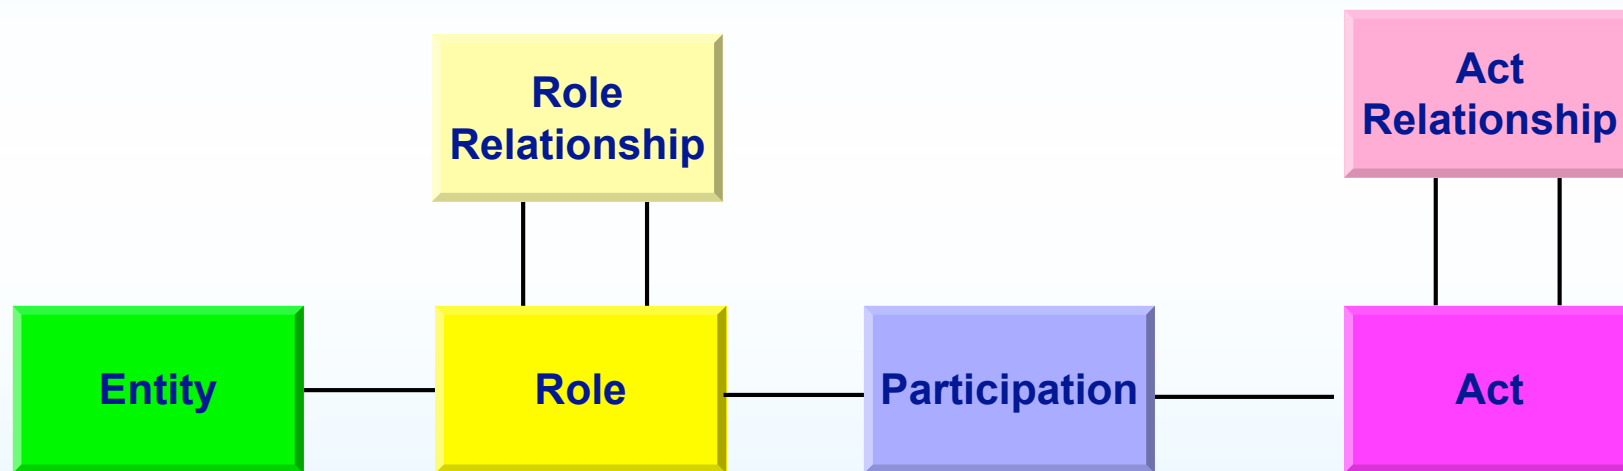 Role
Relationship
Act
Relationship
Entity
Role
Participation
Act